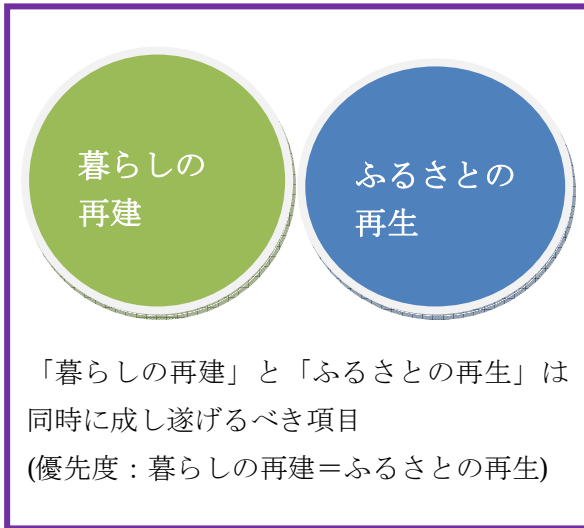 暮らしの
再建
ふるさとの
再生
「暮らしの再建」と「ふるさとの再生」は
同時に成し遂げるべき項目
(優先度：暮らしの再建＝ふるさとの再生)